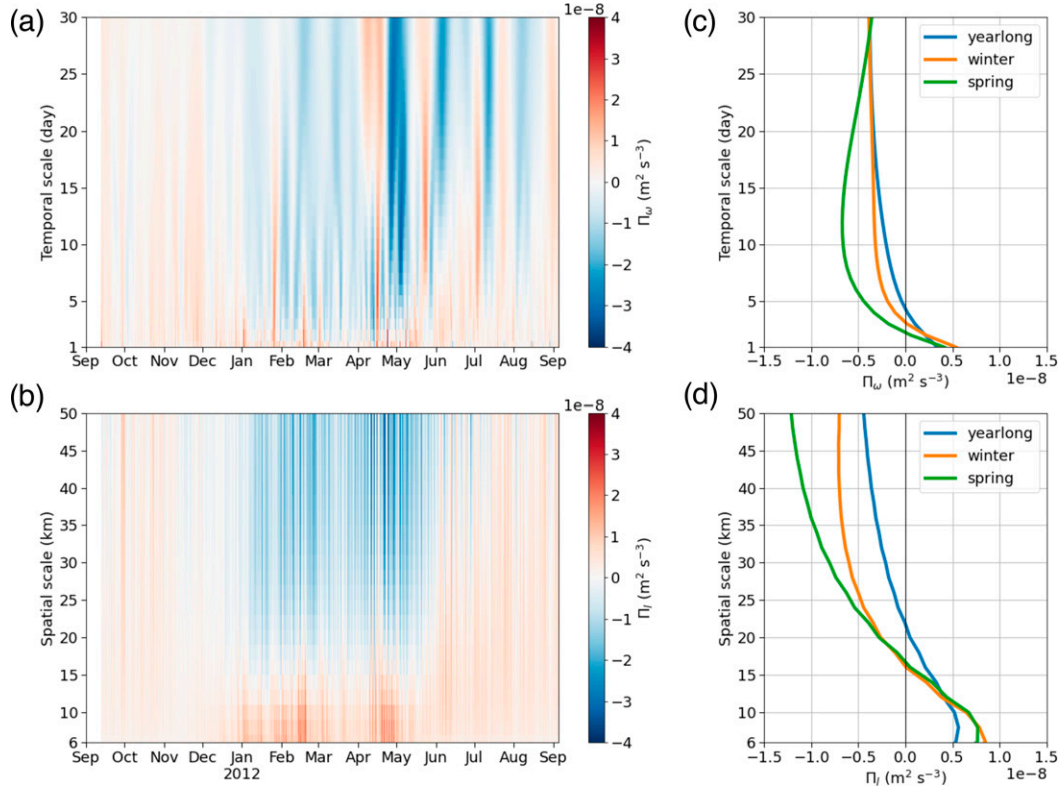 (a)
30
25
20
15
10
5
1
Temporal scale (day)
Sep Oct Nov Dec Jan Feb Mar Apr May Jun Jul Aug Sep
1e−8
4
3
2
1
0
−1
−2
−3
−4
Πω (m² s⁻³)
(c)
30
25
20
15
10
5
1
Temporal scale (day)
yearlong
winter
spring
−1.5 −1.0 −0.5 0.0 0.5 1.0 1.5
Πω (m² s⁻³)
1e−8
(b)
50
45
40
35
30
25
20
15
10
6
Spatial scale (km)
Sep Oct Nov Dec Jan Feb Mar Apr May Jun Jul Aug Sep
2012
1e−8
4
3
2
1
0
−1
−2
−3
−4
Πl (m² s⁻³)
(d)
50
45
40
35
30
25
20
15
10
6
Spatial scale (km)
yearlong
winter
spring
−1.5 −1.0 −0.5 0.0 0.5 1.0 1.5
Πl (m² s⁻³)
1e−8